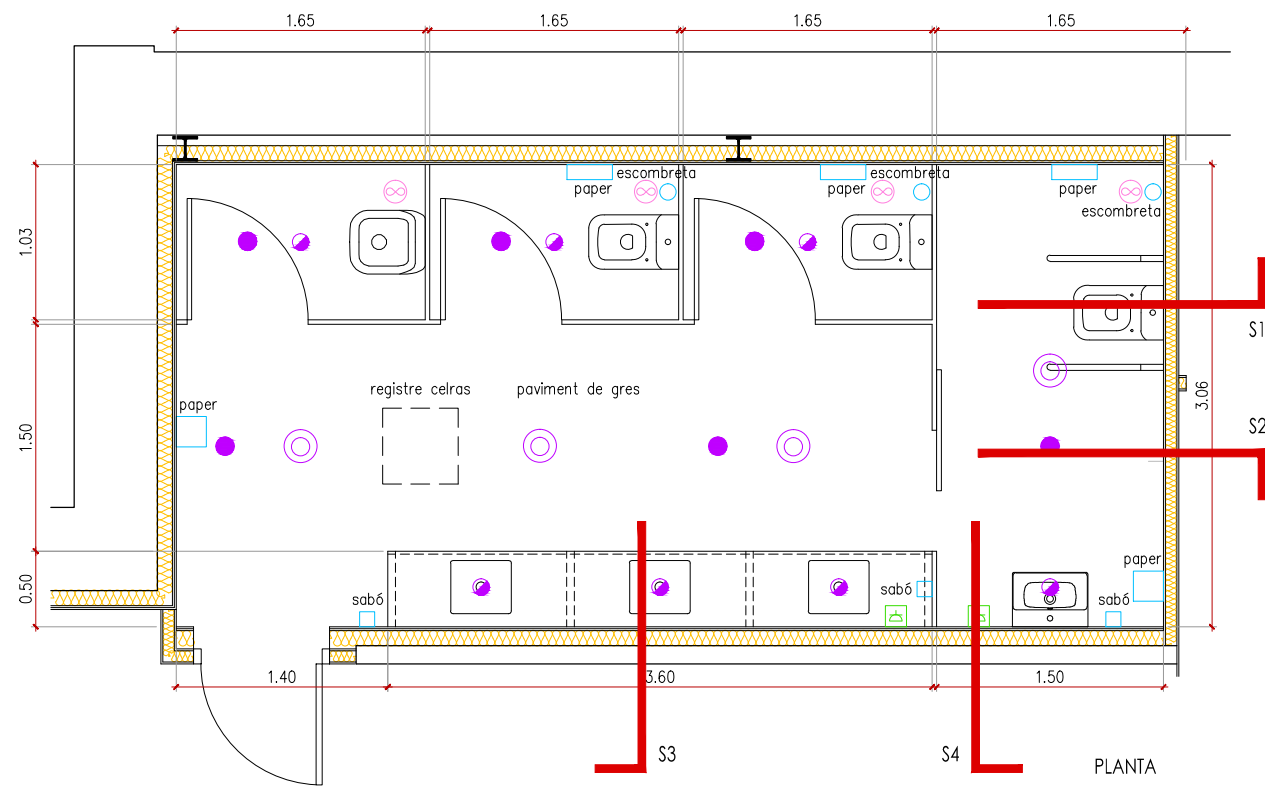 1.65
1.65
1.65
1.65
escombreta
escombreta
paper
paper
paper
escombreta
1.03
S1
registre celras
paviment de gres
paper
3.06
1.50
S2
paper
0.50
sabó
sabó
sabó
1.40
3.60
1.50
S3
S4
PLANTA